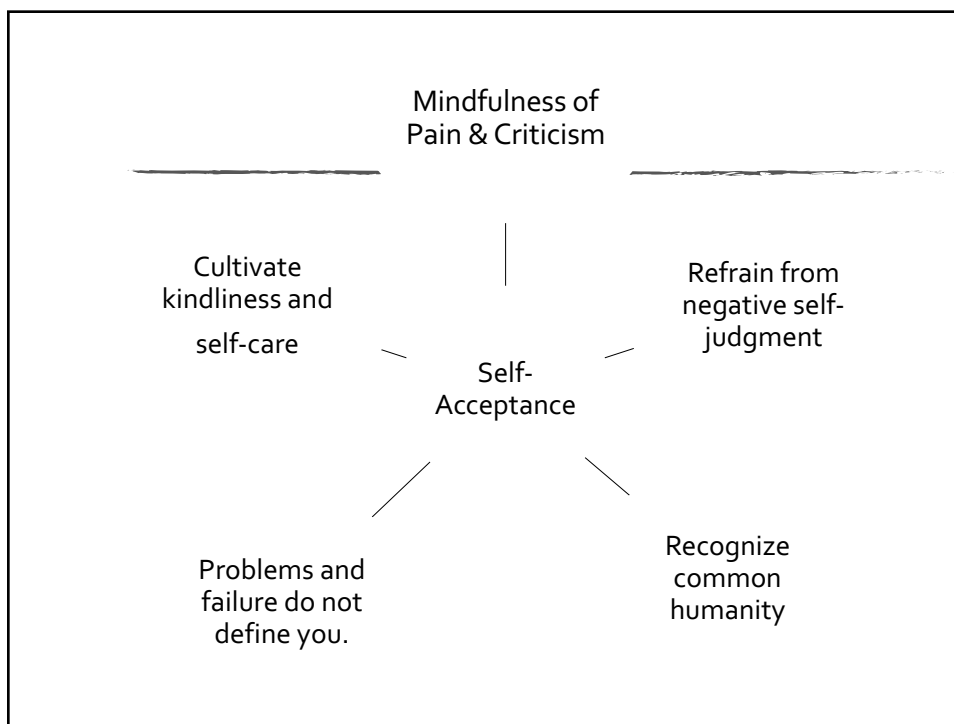 Mindfulness of
Pain & Criticism
Cultivate
kindliness and
self-care
Refrain from
negative self-
judgment
Self-
Acceptance
Problems and
failure do not
define you.
Recognize
common
humanity